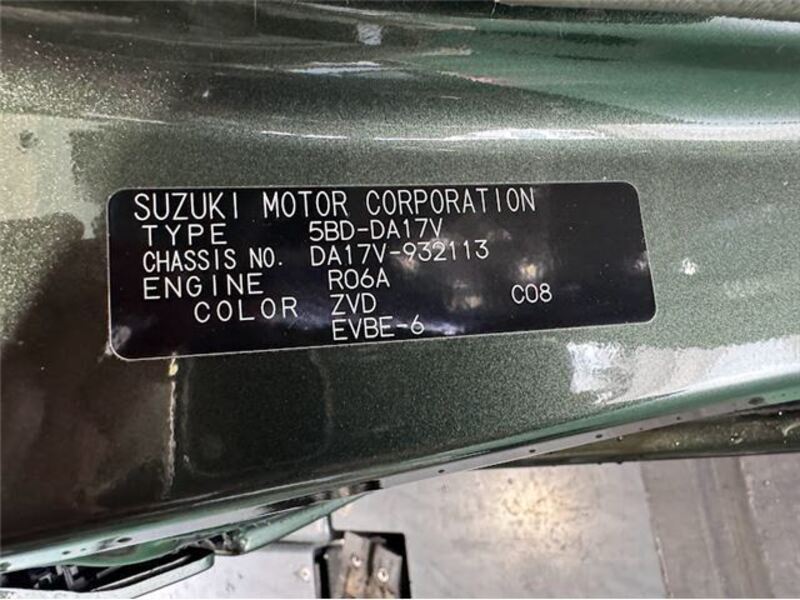 SUZUKI MOTOR CORPORATION
TYPE 5BD-DA17V
CHASSIS NO. DA17V-932113
ENGINE R06A
COLOR ZVD C08
EVBE-6